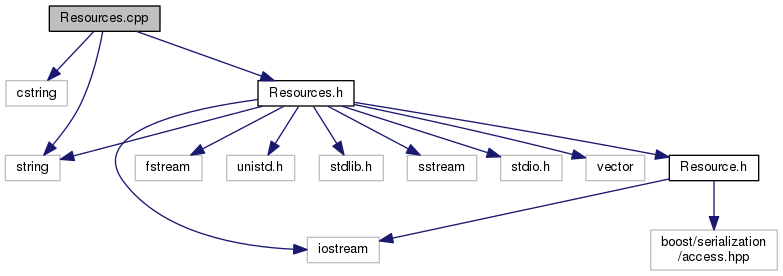 Resources.cpp
cstring
Resources.h
string
fstream
unistd.h
stdlib.h
sstream
stdio.h
vector
Resource.h
iostream
boost/serialization
/access.hpp